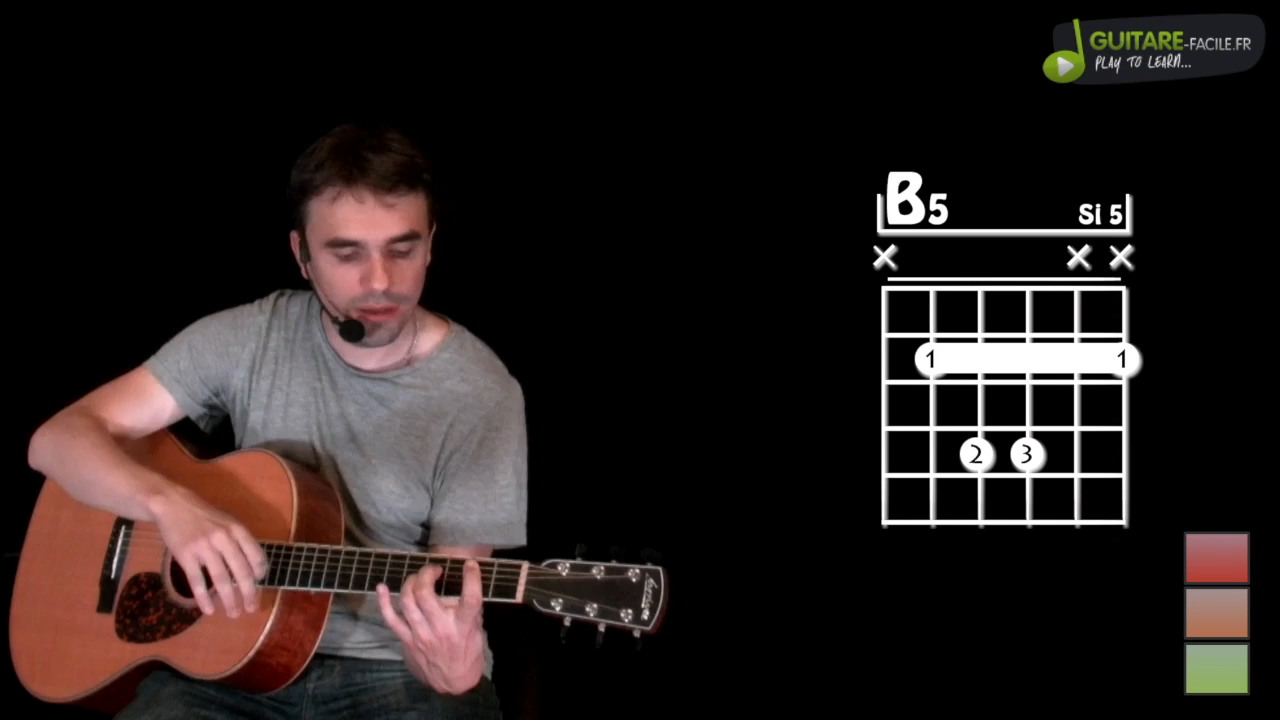 GUITARE-FACILE.FR
PLAY TO LEARN...
B5 Si 5
× × ×
1 1
2 3